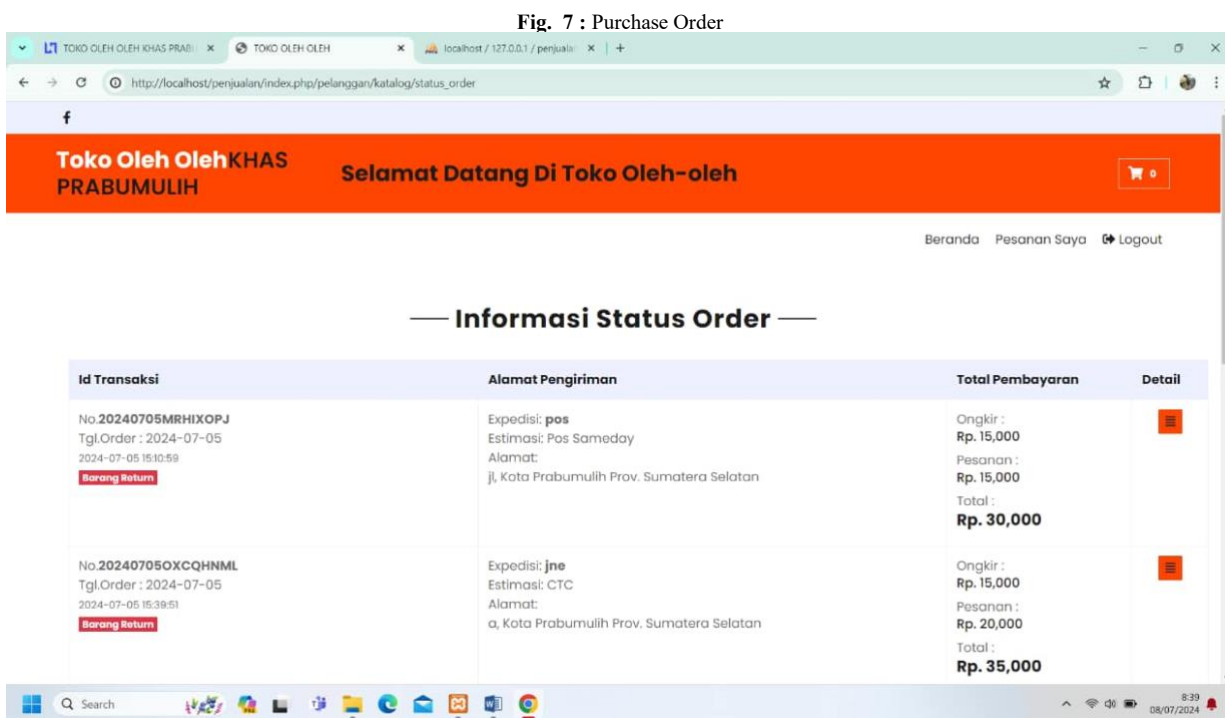 Fig. 7 : Purchase Order
TOKO OLEH OLEH KHAS PRABU
TOKO OLEH OLEH
localhost / 127.0.0.1 / penjualan
http://localhost/penjualan/index.php/pelanggan/katalog/status_order
Toko Oleh OlehKHAS
PRABUMULIH
Selamat Datang Di Toko Oleh-oleh
0
Beranda Pesanan Saya Logout
Informasi Status Order
Id Transaksi Alamat Pengiriman Total Pembayaran Detail
No.20240705MRHIXOPJ
Tgl.Order : 2024-07-05
2024-07-05 15:10:59
Barang Return
Expedisi: pos
Estimasi: Pos Sameday
Alamat:
jl, Kota Prabumulih Prov. Sumatera Selatan
Ongkir :
Rp. 15,000
Pesanan :
Rp. 15,000
Total :
Rp. 30,000
No.20240705OXCQHNML
Tgl.Order : 2024-07-05
2024-07-05 15:39:51
Barang Return
Expedisi: jne
Estimasi: CTC
Alamat:
a, Kota Prabumulih Prov. Sumatera Selatan
Ongkir :
Rp. 15,000
Pesanan :
Rp. 20,000
Total :
Rp. 35,000
Search
8:39
08/07/2024